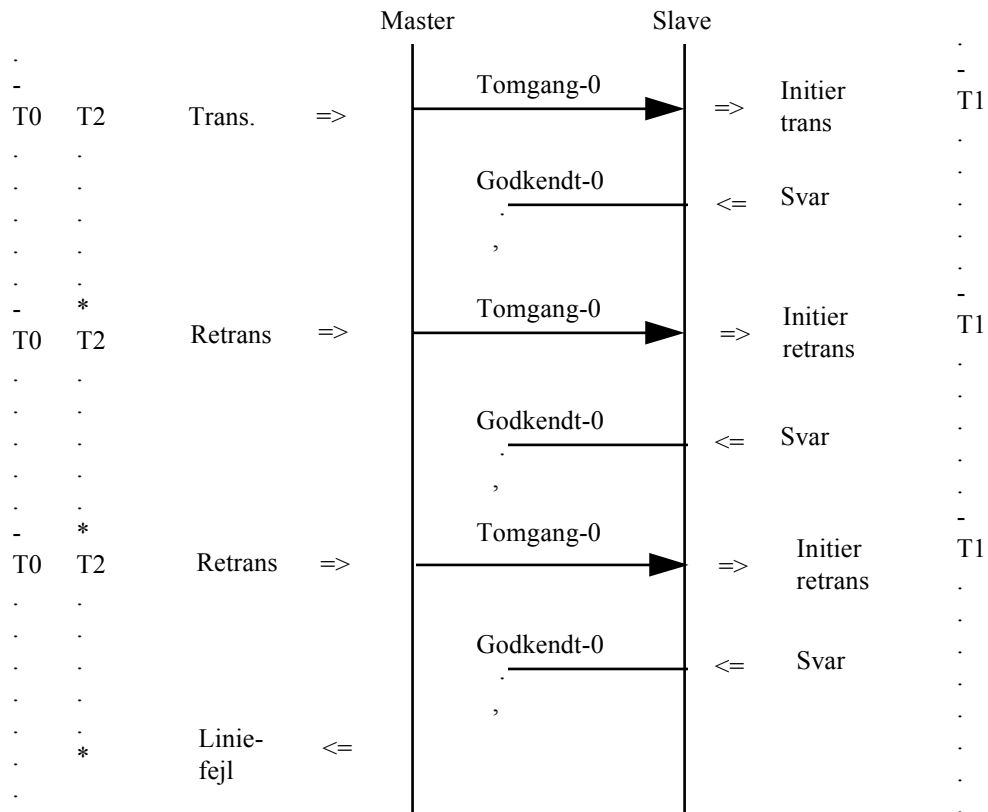 Master Slave
Tomgang-0
T0 T2 Trans. => => Initier trans T1
Godkendt-0
<= Svar
*
Tomgang-0
T0 T2 Retrans => => Initier retrans T1
Godkendt-0
<= Svar
*
Tomgang-0
T0 T2 Retrans => => Initier retrans T1
Godkendt-0
<= Svar
* Linie- <=
fejl